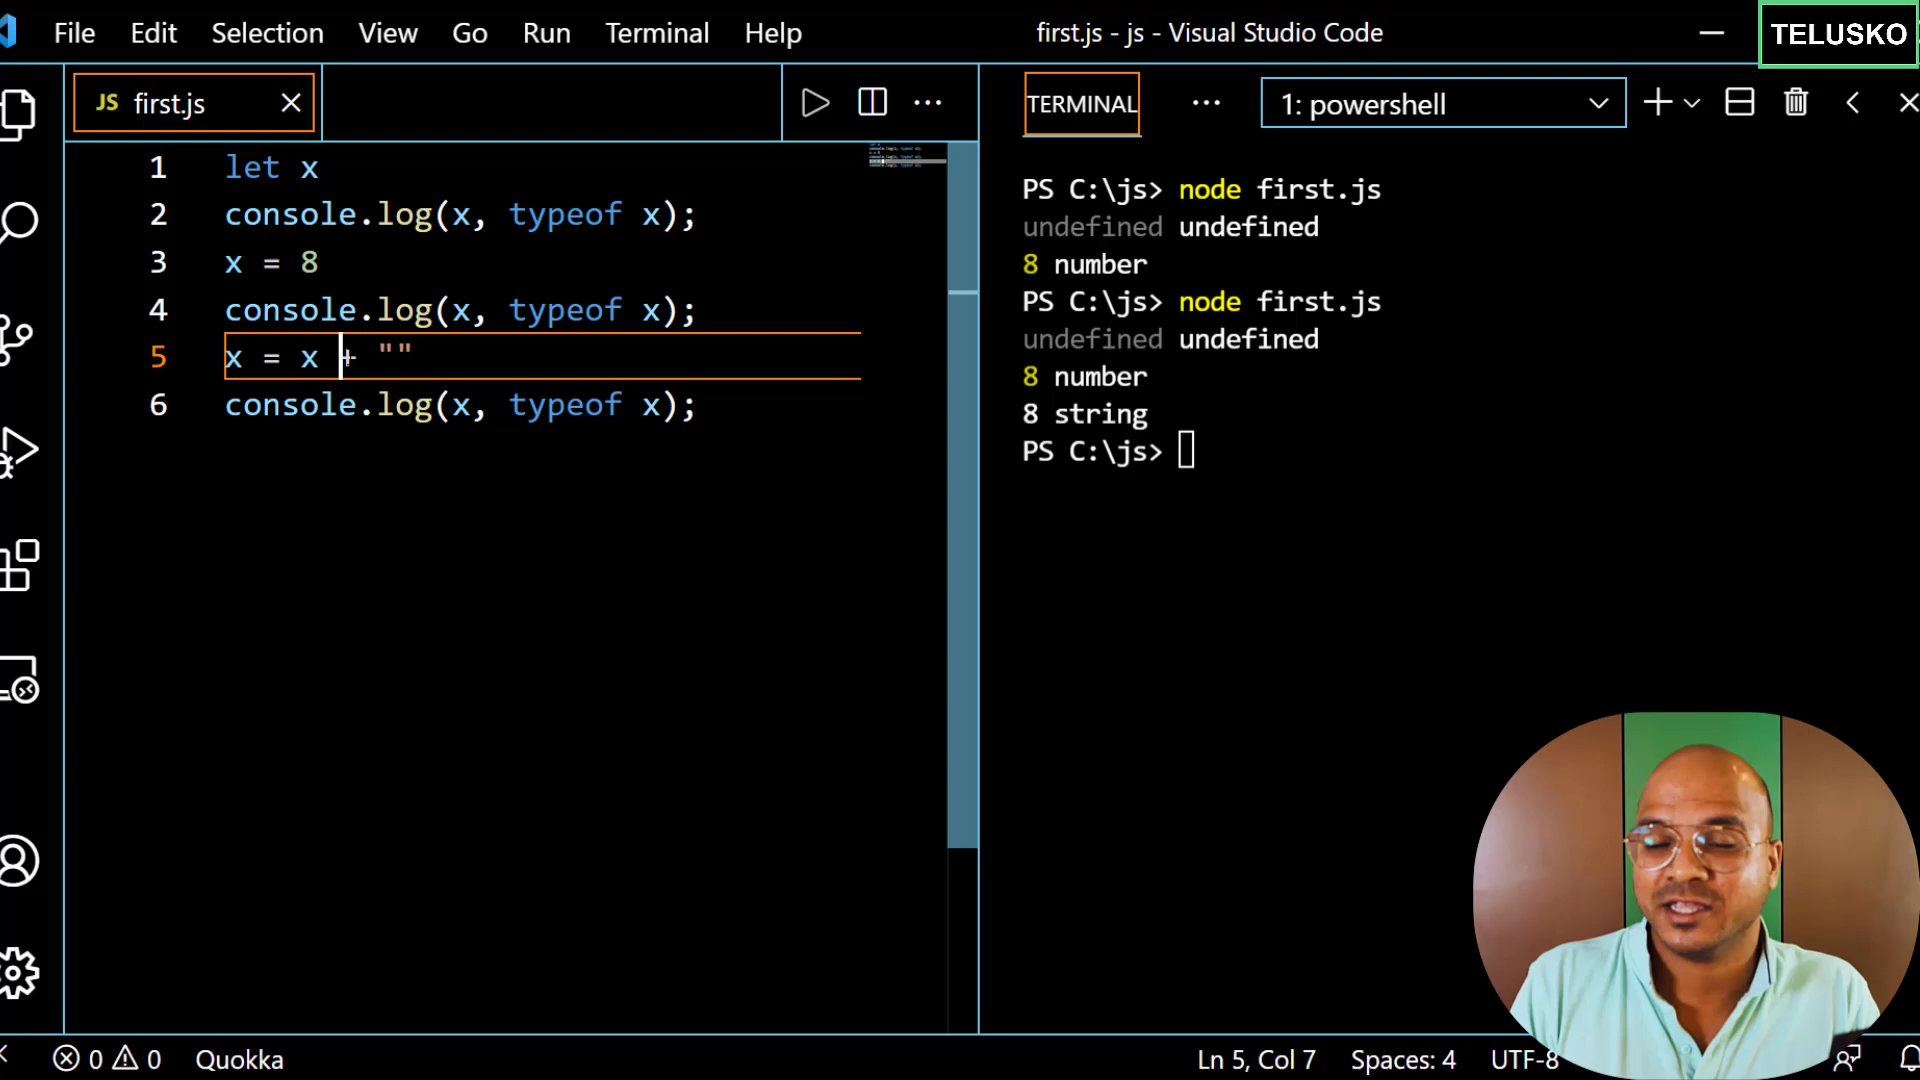 File Edit Selection View Go Run Terminal Help
first.js - js - Visual Studio Code
TELUSKO
JS first.js
TERMINAL
1: powershell
1 let x
2 console.log(x, typeof x);
3 x = 8
4 console.log(x, typeof x);
5 x = x + ""
6 console.log(x, typeof x);
PS C:\js> node first.js
undefined undefined
8 number
PS C:\js> node first.js
undefined undefined
8 number
8 string
PS C:\js>
0 0 Quokka
Ln 5, Col 7 Spaces: 4 UTF-8